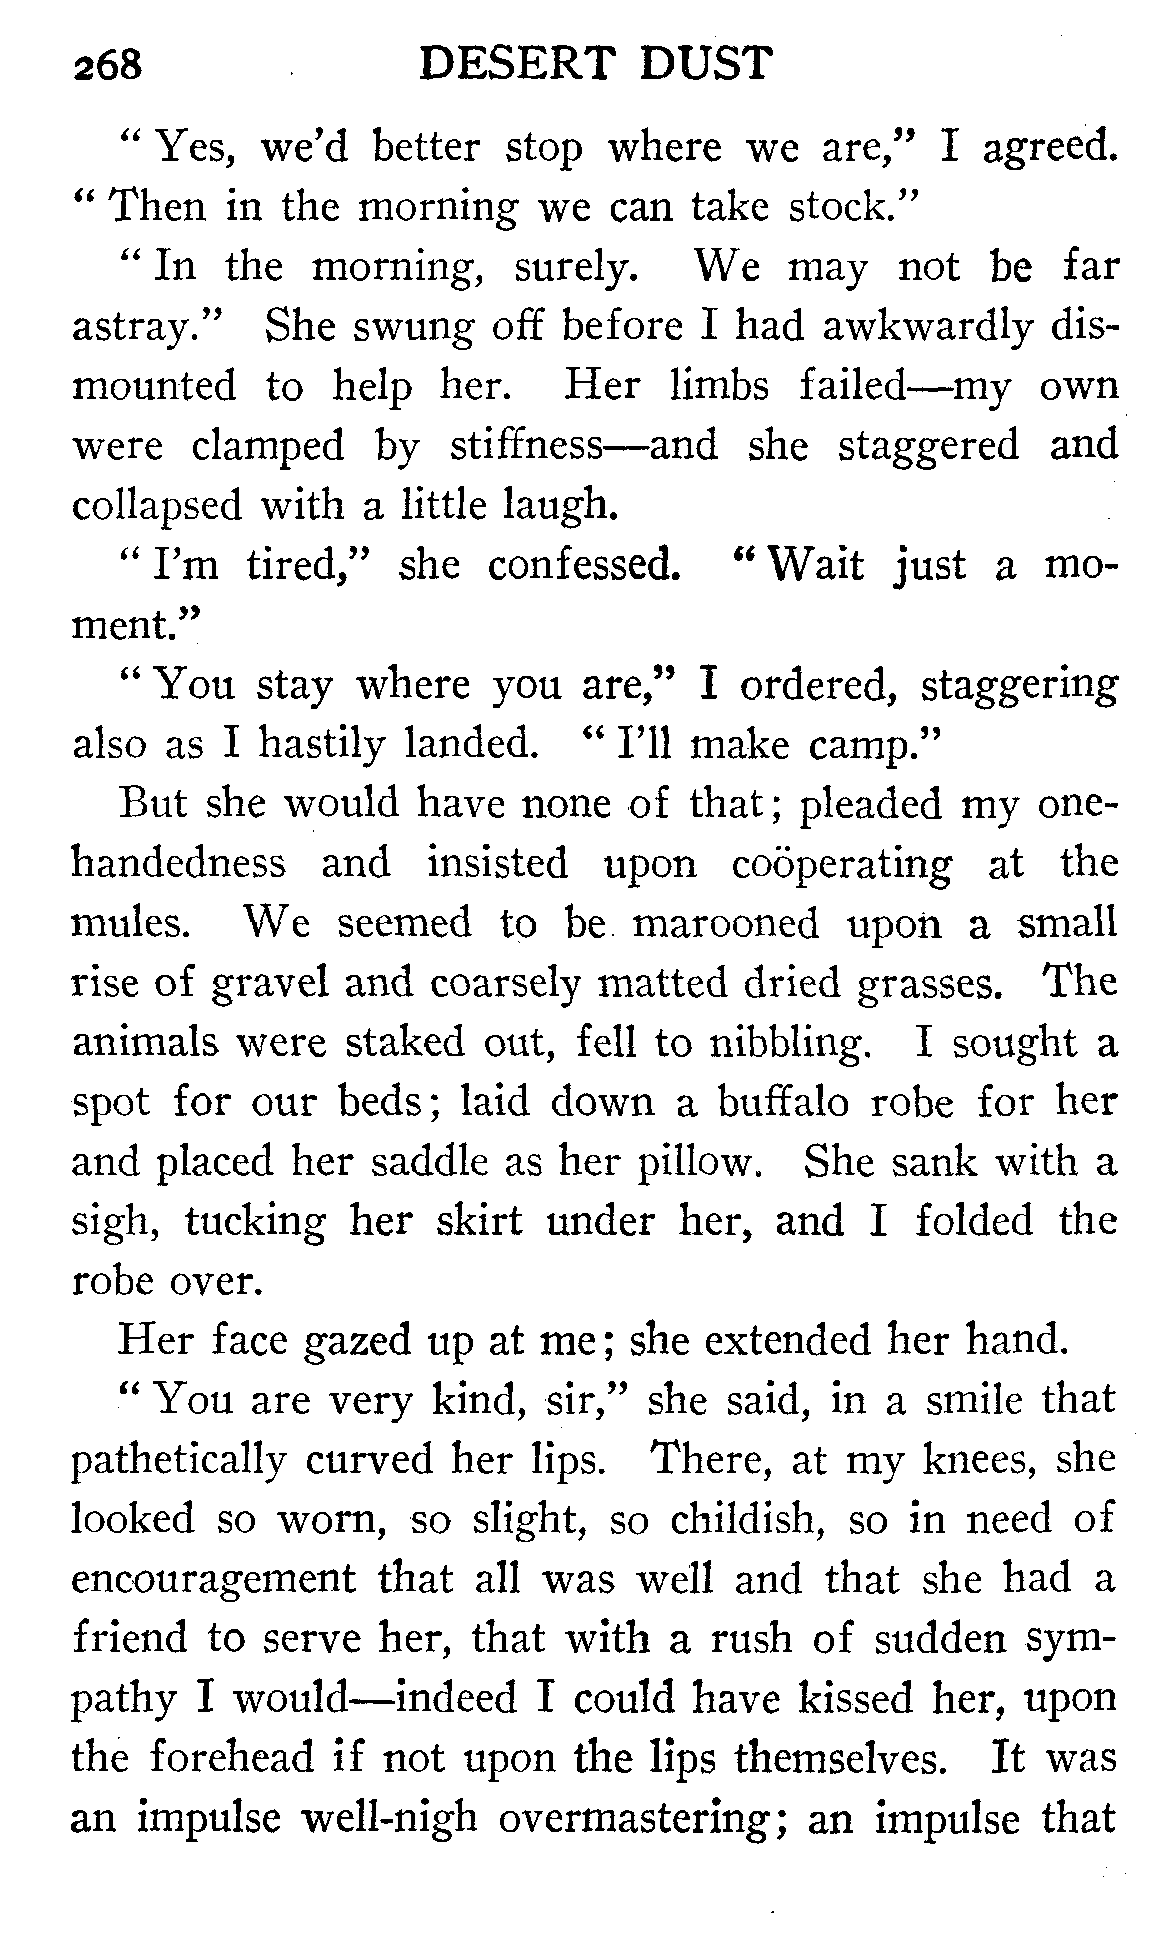 268 DESERT DUST
“ Yes, we’d better stop where we are,” I agreed.
“ Then in the morning we can take stock.”
“ In the morning, surely. We may not be far
astray.” She swung off before I had awkwardly dis-
mounted to help her. Her limbs failed—my own
were clamped by stiffness—and she staggered and
collapsed with a little laugh.
“ I’m tired,” she confessed. “ Wait just a mo-
ment.”
“ You stay where you are,” I ordered, staggering
also as I hastily landed. “ I’ll make camp.”
But she would have none of that; pleaded my one-
handedness and insisted upon coöperating at the
mules. We seemed to be marooned upon a small
rise of gravel and coarsely matted dried grasses. The
animals were staked out, fell to nibbling. I sought a
spot for our beds; laid down a buffalo robe for her
and placed her saddle as her pillow. She sank with a
sigh, tucking her skirt under her, and I folded the
robe over.
Her face gazed up at me; she extended her hand.
“ You are very kind, sir,” she said, in a smile that
pathetically curved her lips. There, at my knees, she
looked so worn, so slight, so childish, so in need of
encouragement that all was well and that she had a
friend to serve her, that with a rush of sudden sym-
pathy I would—indeed I could have kissed her, upon
the forehead if not upon the lips themselves. It was
an impulse well-nigh overmastering; an impulse that